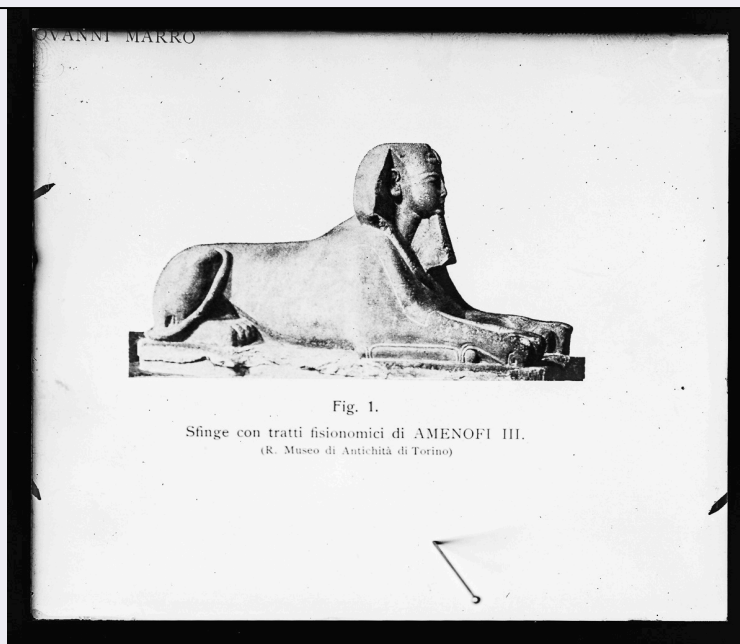 OVANNI MARRO
Fig. 1.
Sfinge con tratti fisionomici di AMENOFI III.
(R. Museo di Antichità di Torino)